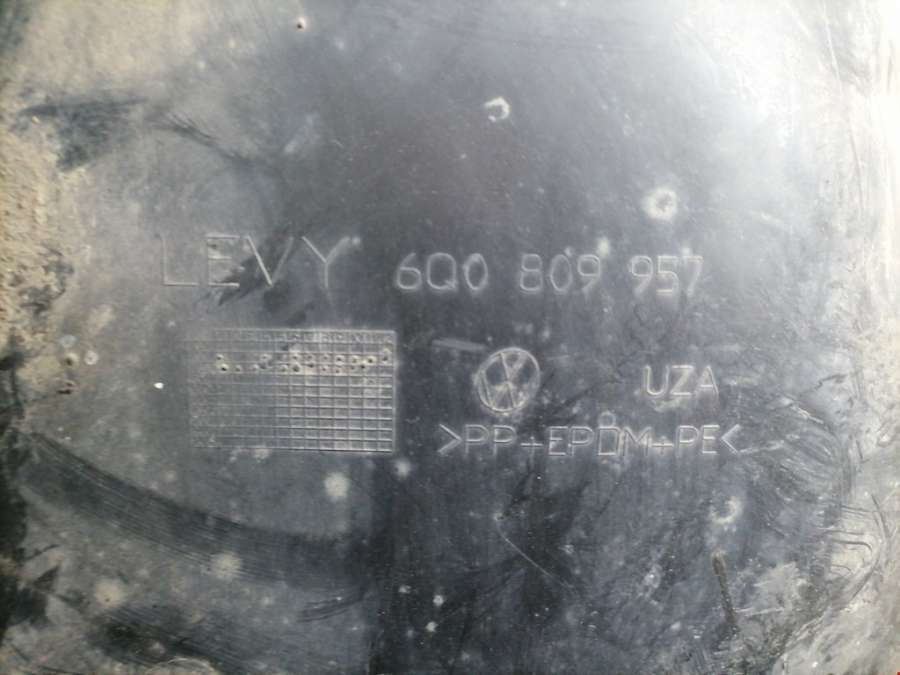 LEVY 6Q0 809 957
UZA
>PP+EPDM+PE<